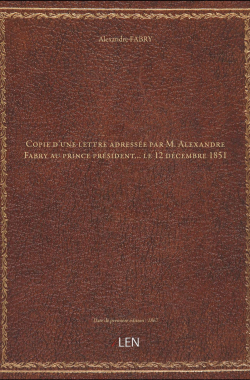 Alexandre FABRY
Copie d'une lettre adressée par M. Alexandre
Fabry au prince président... le 12 décembre 1851
LEN